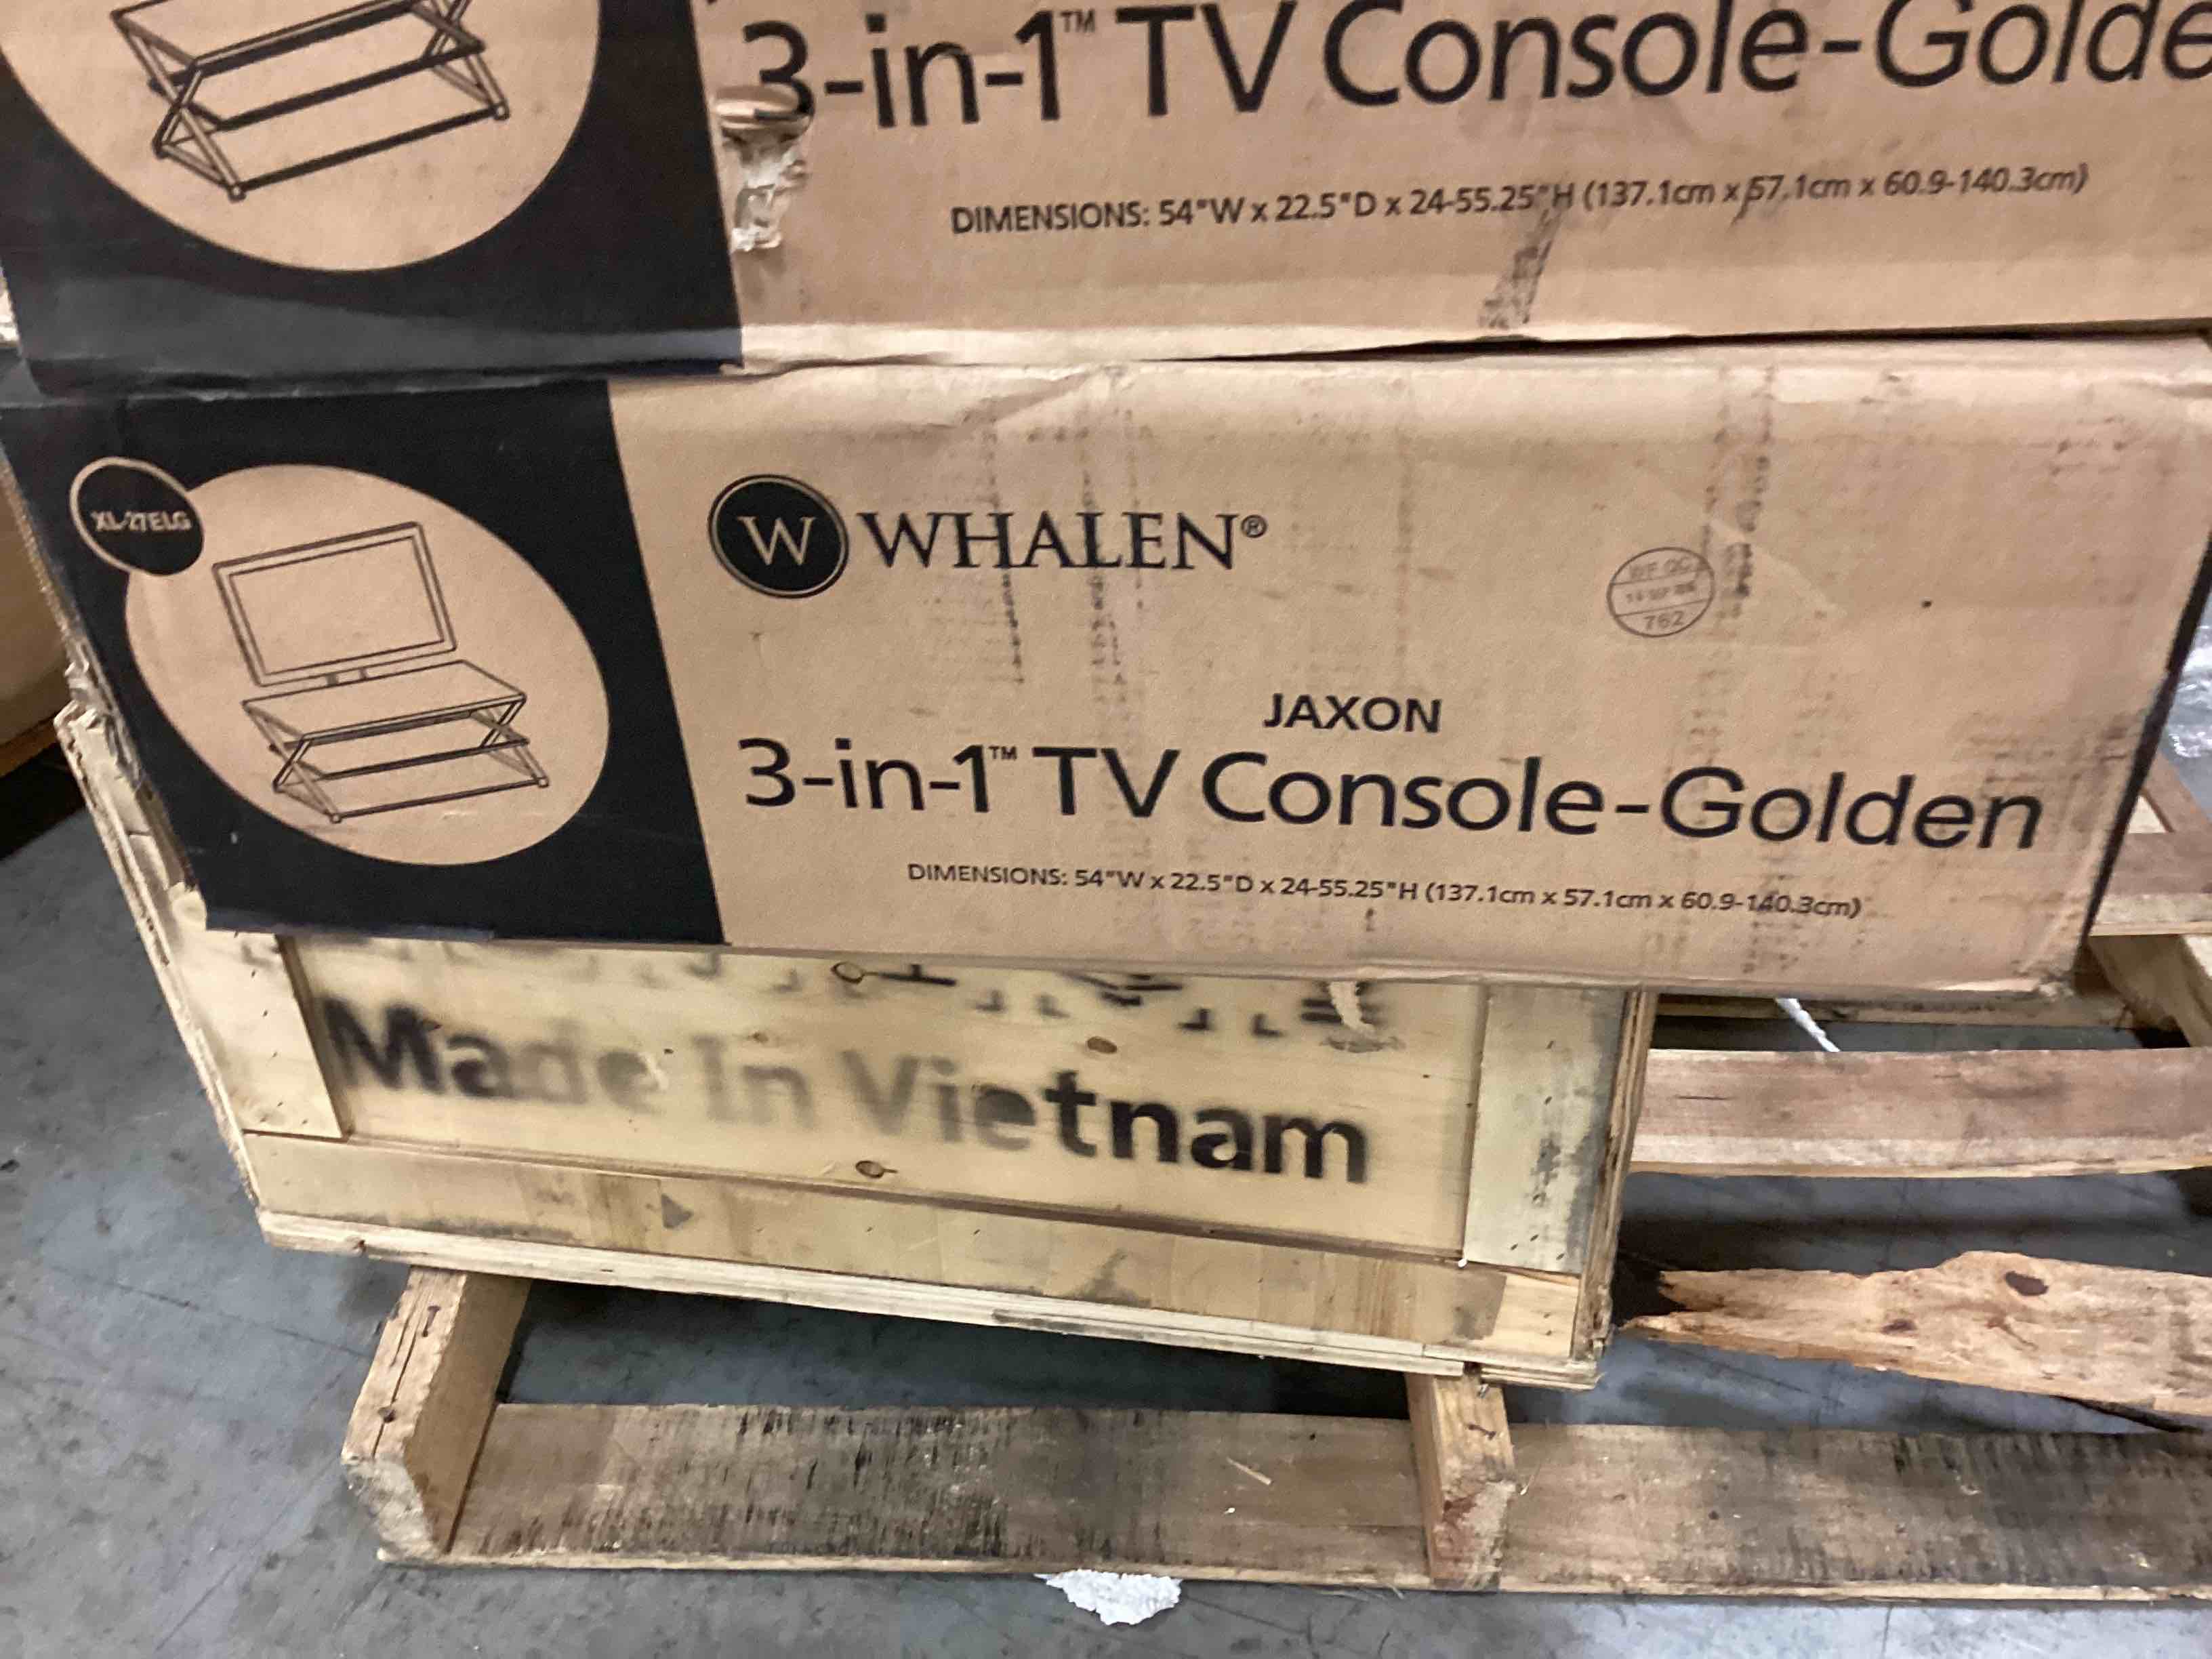 3-in-1™ TV Console-Golde
DIMENSIONS: 54"W x 22.5"D x 24-55.25"H (137.1cm x 57.1cm x 60.9-140.3cm)
XL-27ELG
W WHALEN®
762
JAXON
3-in-1™ TV Console-Golden
DIMENSIONS: 54"W x 22.5"D x 24-55.25"H (137.1cm x 57.1cm x 60.9-140.3cm)
Made In Vietnam